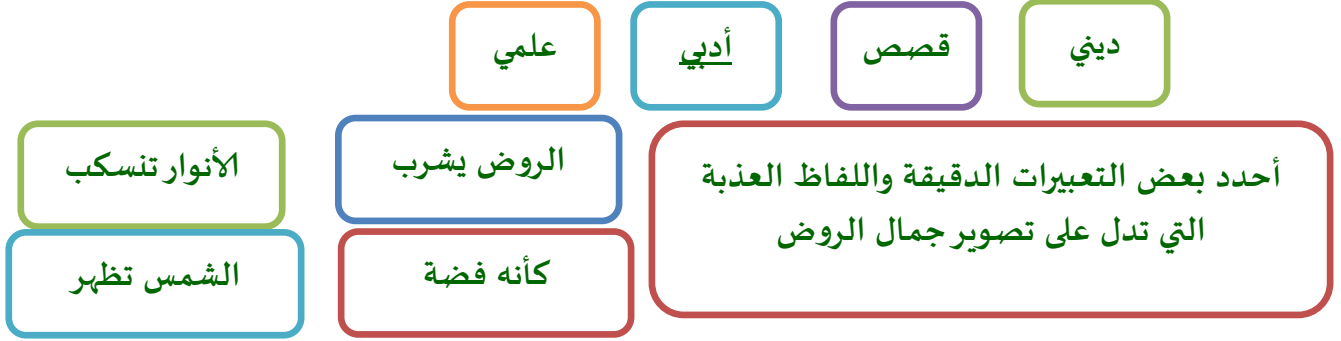 ديني
قصص
أدبي
علمي
أحدد بعض التعبيرات الدقيقة واللفاظ العذبة
التي تدل على تصوير جمال الروض
الروض يشرب
الأنوار تنسكب
كأنه فضة
الشمس تظهر